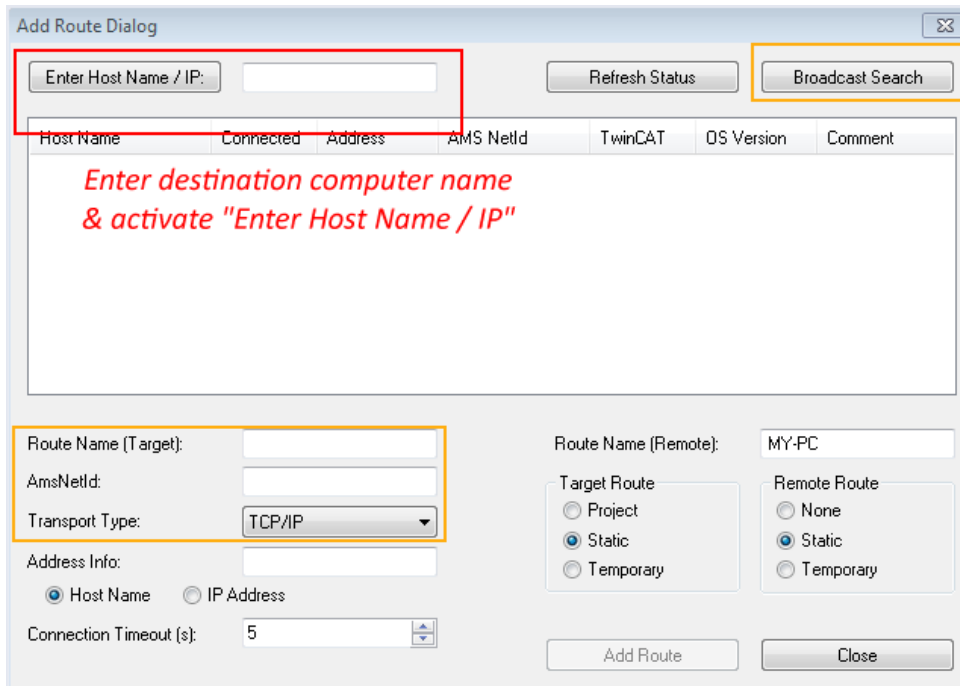 Add Route Dialog
Enter Host Name / IP: Refresh Status Broadcast Search
Host Name Connected Address AMS NetId TwinCAT OS Version Comment
Enter destination computer name
& activate "Enter Host Name / IP"
Route Name (Target): Route Name (Remote): MY-PC
AmsNetId: Target Route Remote Route
Transport Type: TCP/IP Project None
Static Static
Address Info: Temporary Temporary
Host Name IP Address
Connection Timeout (s): 5
Add Route Close